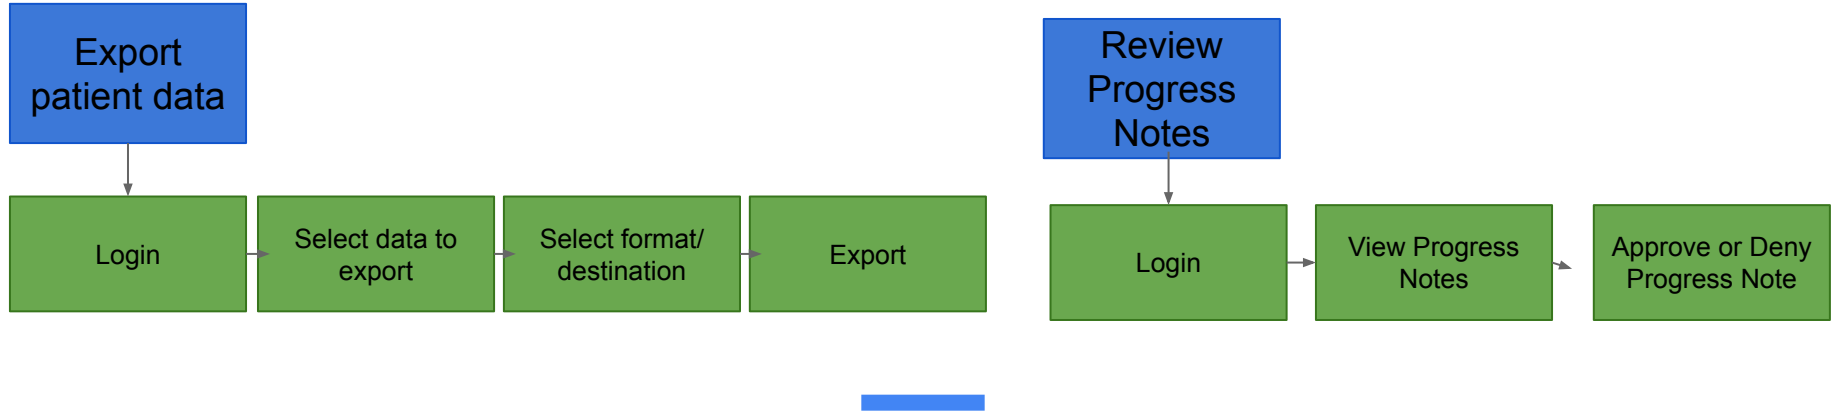 Export
patient data
Login
Select data to
export
Select format/
destination
Export
Review
Progress
Notes
Login
View Progress
Notes
Approve or Deny
Progress Note